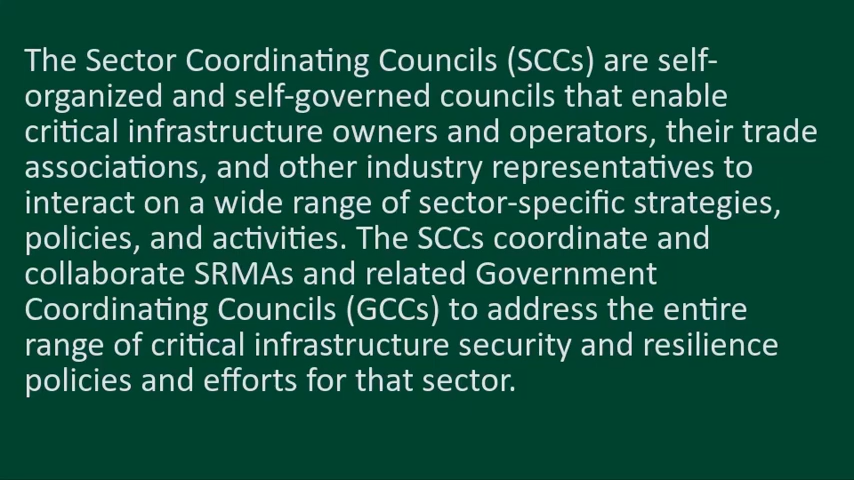 The Sector Coordinating Councils (SCCs) are self-
organized and self-governed councils that enable
critical infrastructure owners and operators, their trade
associations, and other industry representatives to
interact on a wide range of sector-specific strategies,
policies, and activities. The SCCs coordinate and
collaborate SRMAs and related Government
Coordinating Councils (GCCs) to address the entire
range of critical infrastructure security and resilience
policies and efforts for that sector.